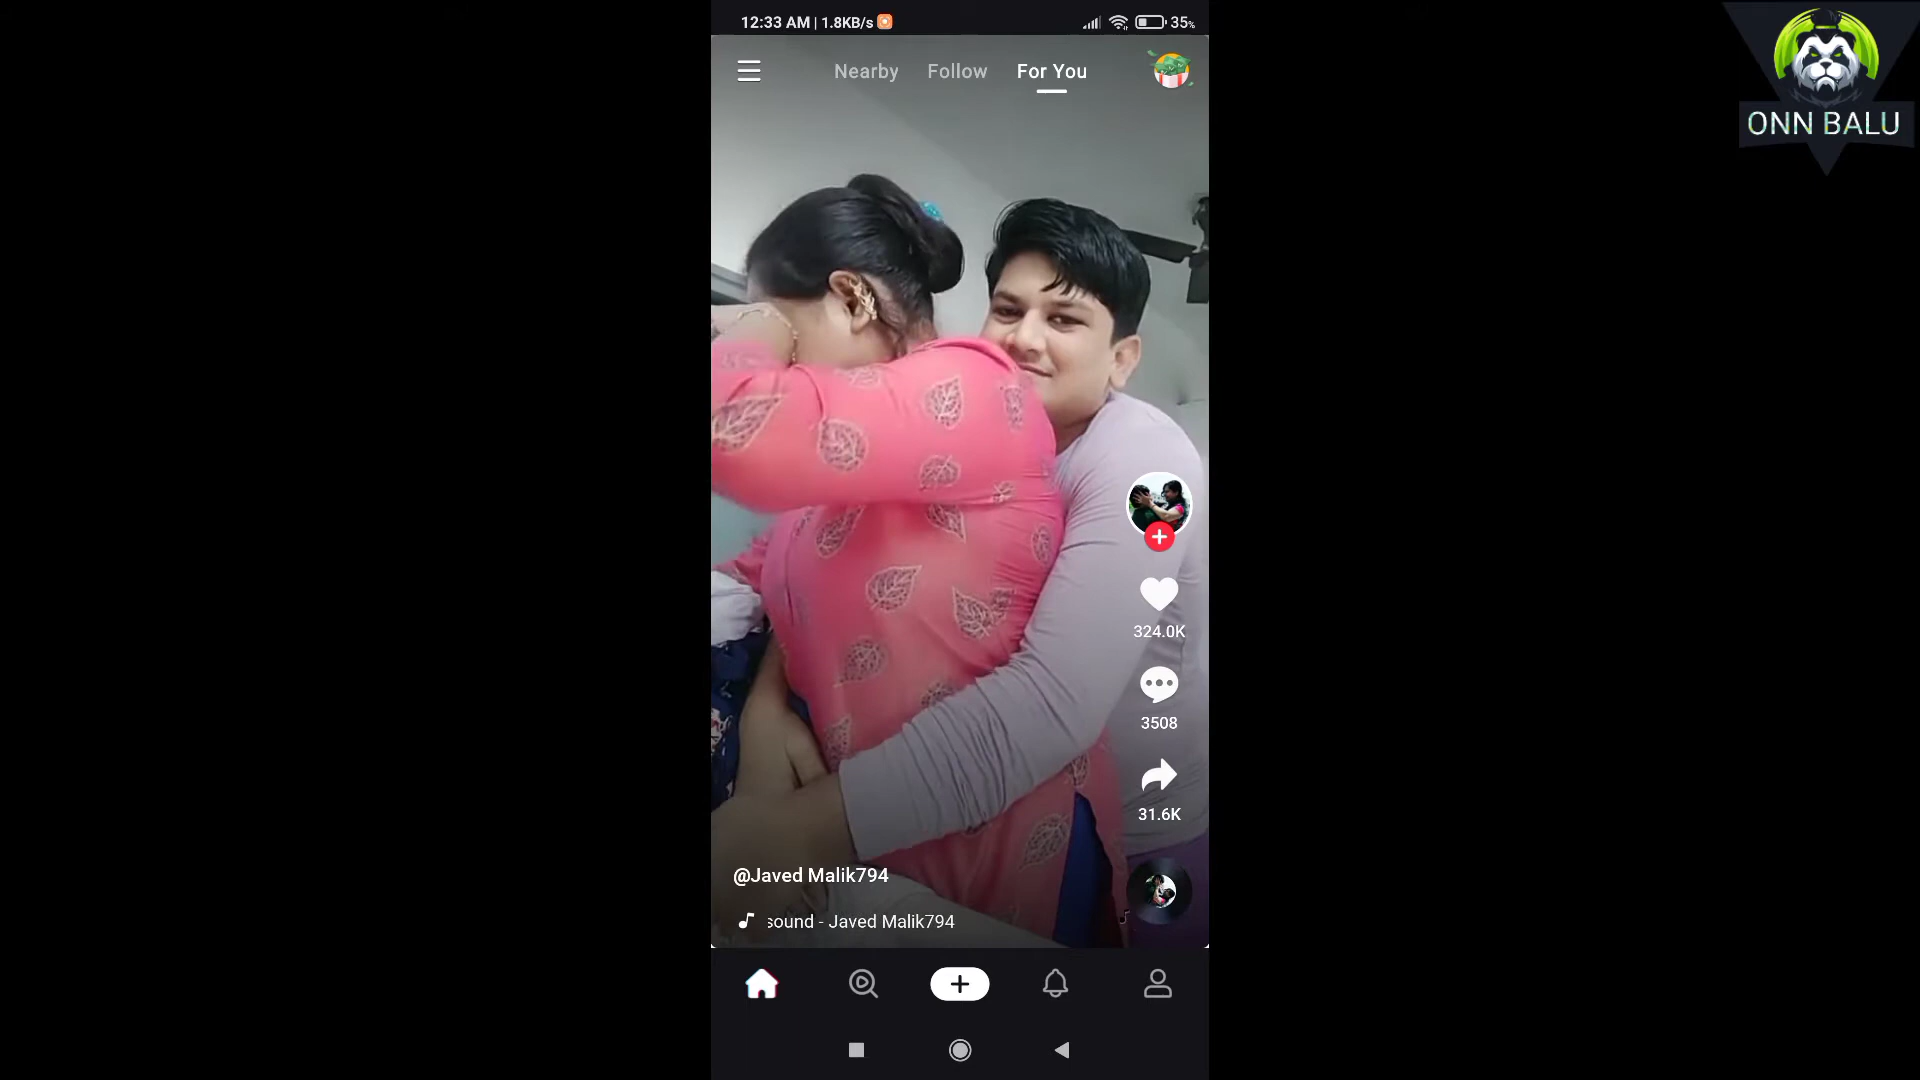 12:33 AM | 1.8KB/s
35%
Nearby Follow For You
ONN BALU
324.0K
3508
31.6K
@Javed Malik794
sound - Javed Malik794